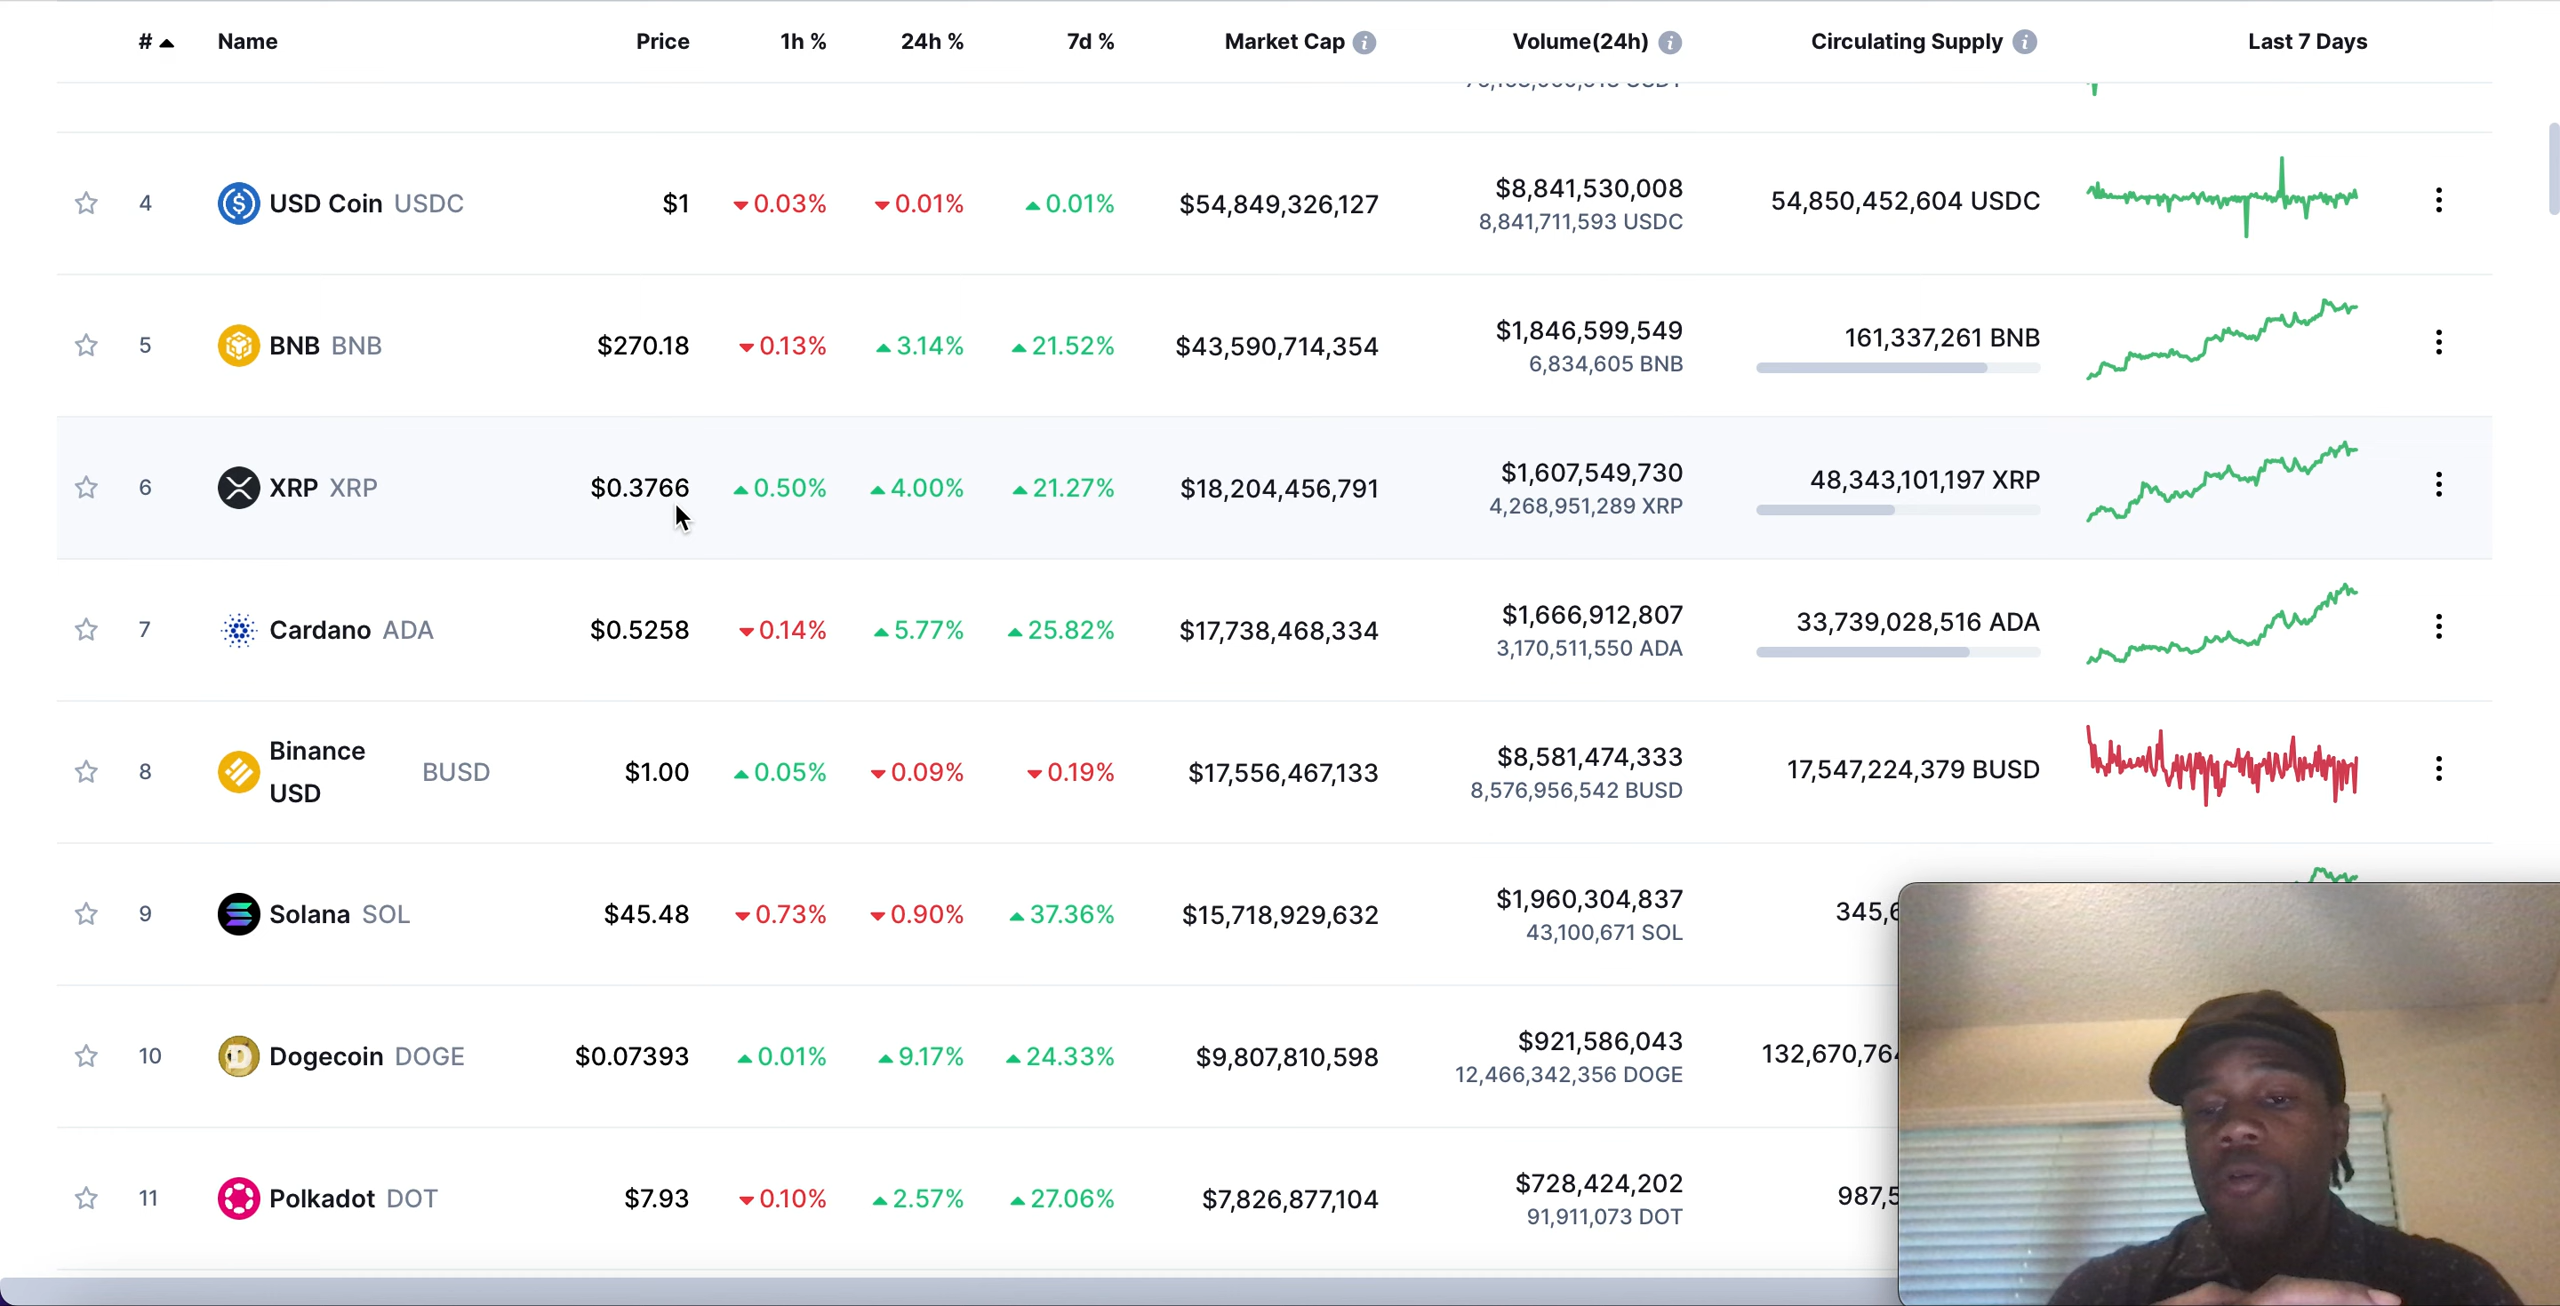 # Name Price 1h % 24h % 7d % Market Cap Volume(24h) Circulating Supply Last 7 Days
4 USD Coin USDC $1 0.03% 0.01% 0.01% $54,849,326,127 $8,841,530,008 54,850,452,604 USDC
8,841,711,593 USDC
5 BNB BNB $270.18 0.13% 3.14% 21.52% $43,590,714,354 $1,846,599,549 161,337,261 BNB
6,834,605 BNB
6 XRP XRP $0.3766 0.50% 4.00% 21.27% $18,204,456,791 $1,607,549,730 48,343,101,197 XRP
4,268,951,289 XRP
7 Cardano ADA $0.5258 0.14% 5.77% 25.82% $17,738,468,334 $1,666,912,807 33,739,028,516 ADA
3,170,511,550 ADA
8 Binance USD BUSD $1.00 0.05% 0.09% 0.19% $17,556,467,133 $8,581,474,333 17,547,224,379 BUSD
8,576,956,542 BUSD
9 Solana SOL $45.48 0.73% 0.90% 37.36% $15,718,929,632 $1,960,304,837 345,6
43,100,671 SOL
10 Dogecoin DOGE $0.07393 0.01% 9.17% 24.33% $9,807,810,598 $921,586,043 132,670,764
12,466,342,356 DOGE
11 Polkadot DOT $7.93 0.10% 2.57% 27.06% $7,826,877,104 $728,424,202 987,5
91,911,073 DOT